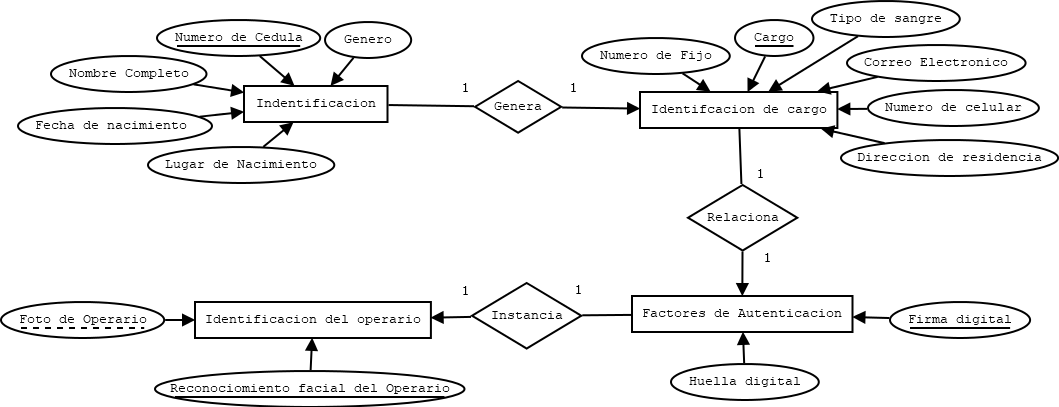 Numero de Cedula
Genero
Nombre Completo
Indentificacion
Fecha de nacimiento
Lugar de Nacimiento
1
Genera
1
Numero de Fijo
Cargo
Tipo de sangre
Correo Electronico
Identifcacion de cargo
Numero de celular
Direccion de residencia
1
Relaciona
1
Foto de Operario
Identificacion del operario
1
Instancia
1
Factores de Autenticacion
Firma digital
Reconociomiento facial del Operario
Huella digital